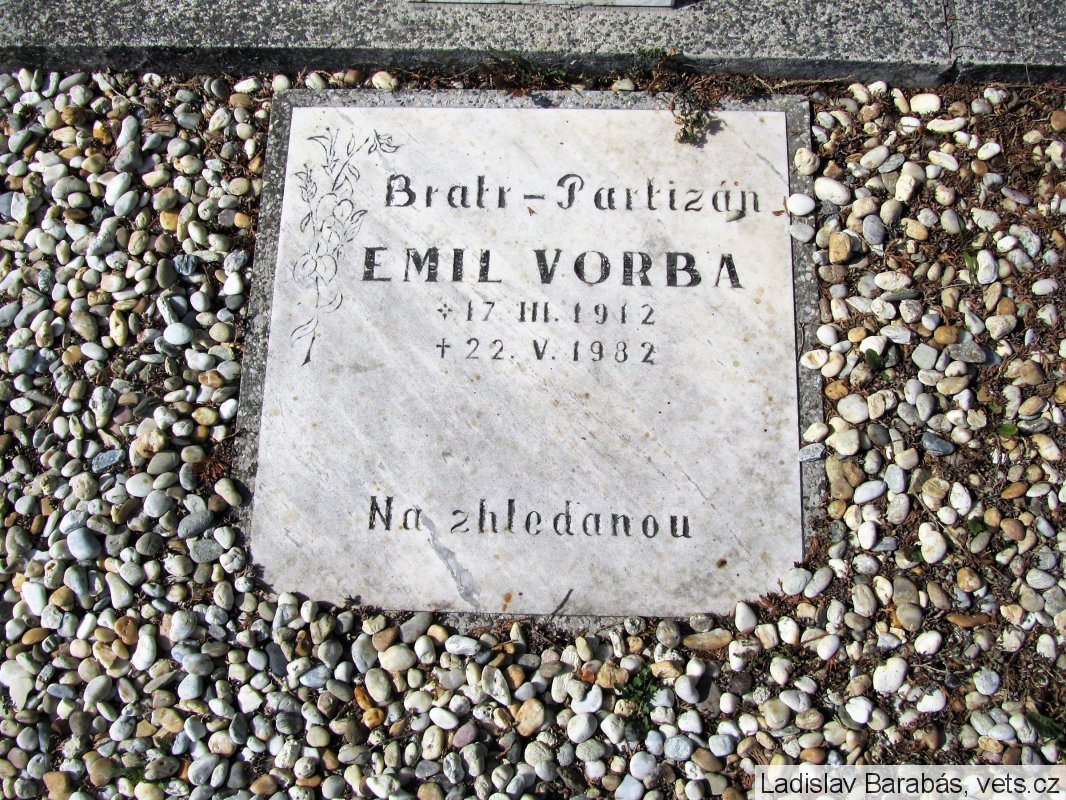 Bratr - Partizán
EMIL VORBA
* 17. III. 1912
+ 22. V. 1982
Na zhledanou
Ladislav Barabás, vets.cz